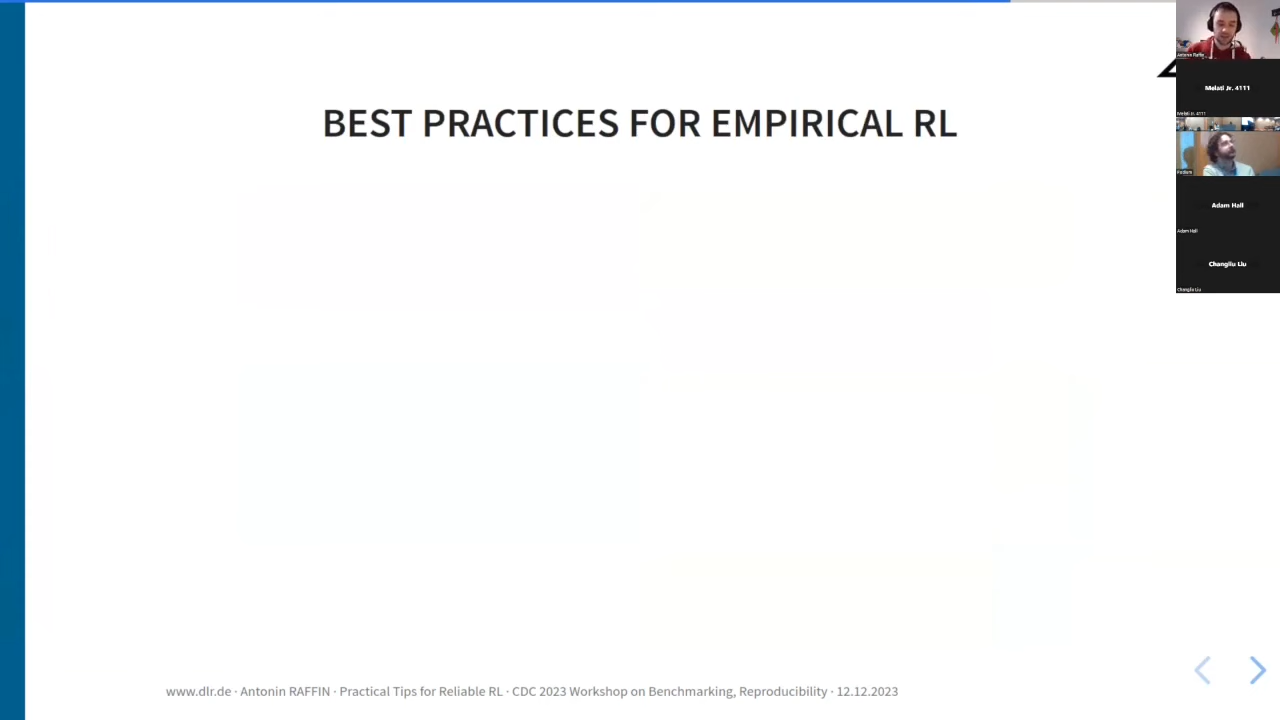 BEST PRACTICES FOR EMPIRICAL RL
www.dlr.de · Antonin RAFFIN · Practical Tips for Reliable RL · CDC 2023 Workshop on Benchmarking, Reproducibility · 12.12.2023
Antonin Raffin
Melati Jr. 4111
Melati Jr. 4111
Podium
Adam Hall
Adam Hall
Changliu Liu
Changliu Liu